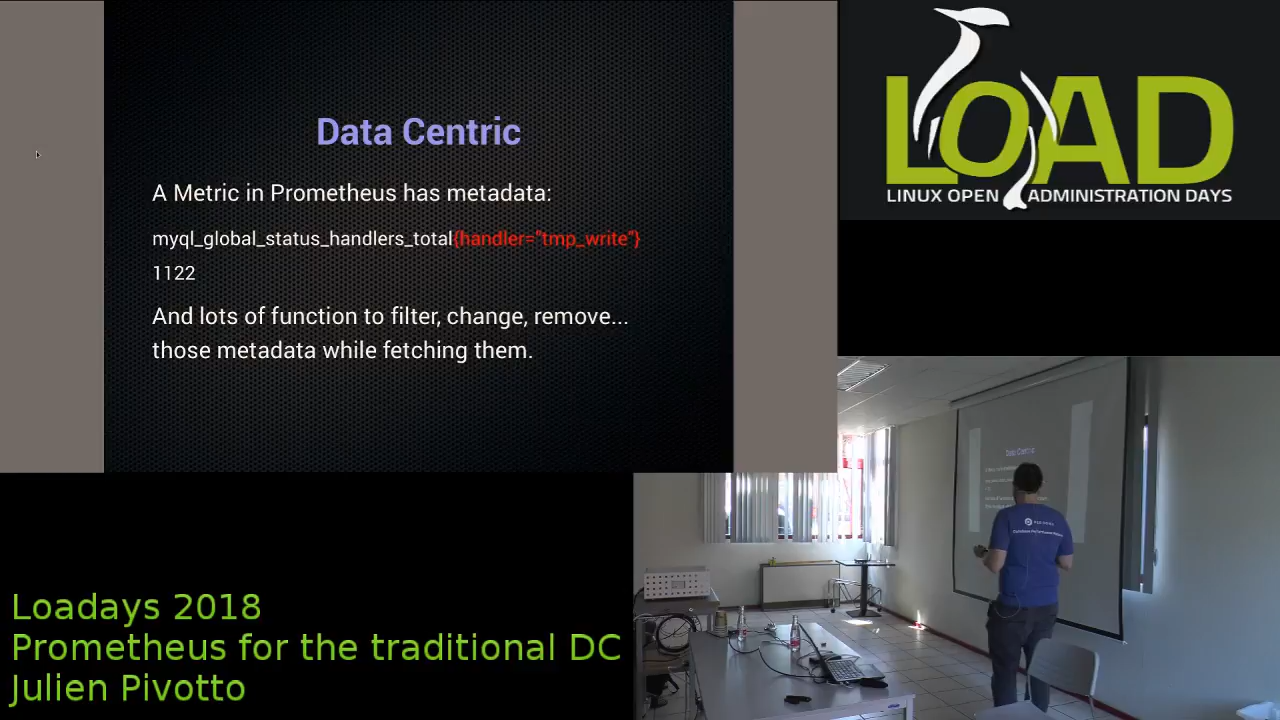 Data Centric
A Metric in Prometheus has metadata:
myql_global_status_handlers_total{handler="tmp_write"}
1122
And lots of function to filter, change, remove...
those metadata while fetching them.
LOAD
LINUX OPEN ADMINISTRATION DAYS
Data Centric
Loadays 2018
Prometheus for the traditional DC
Julien Pivotto